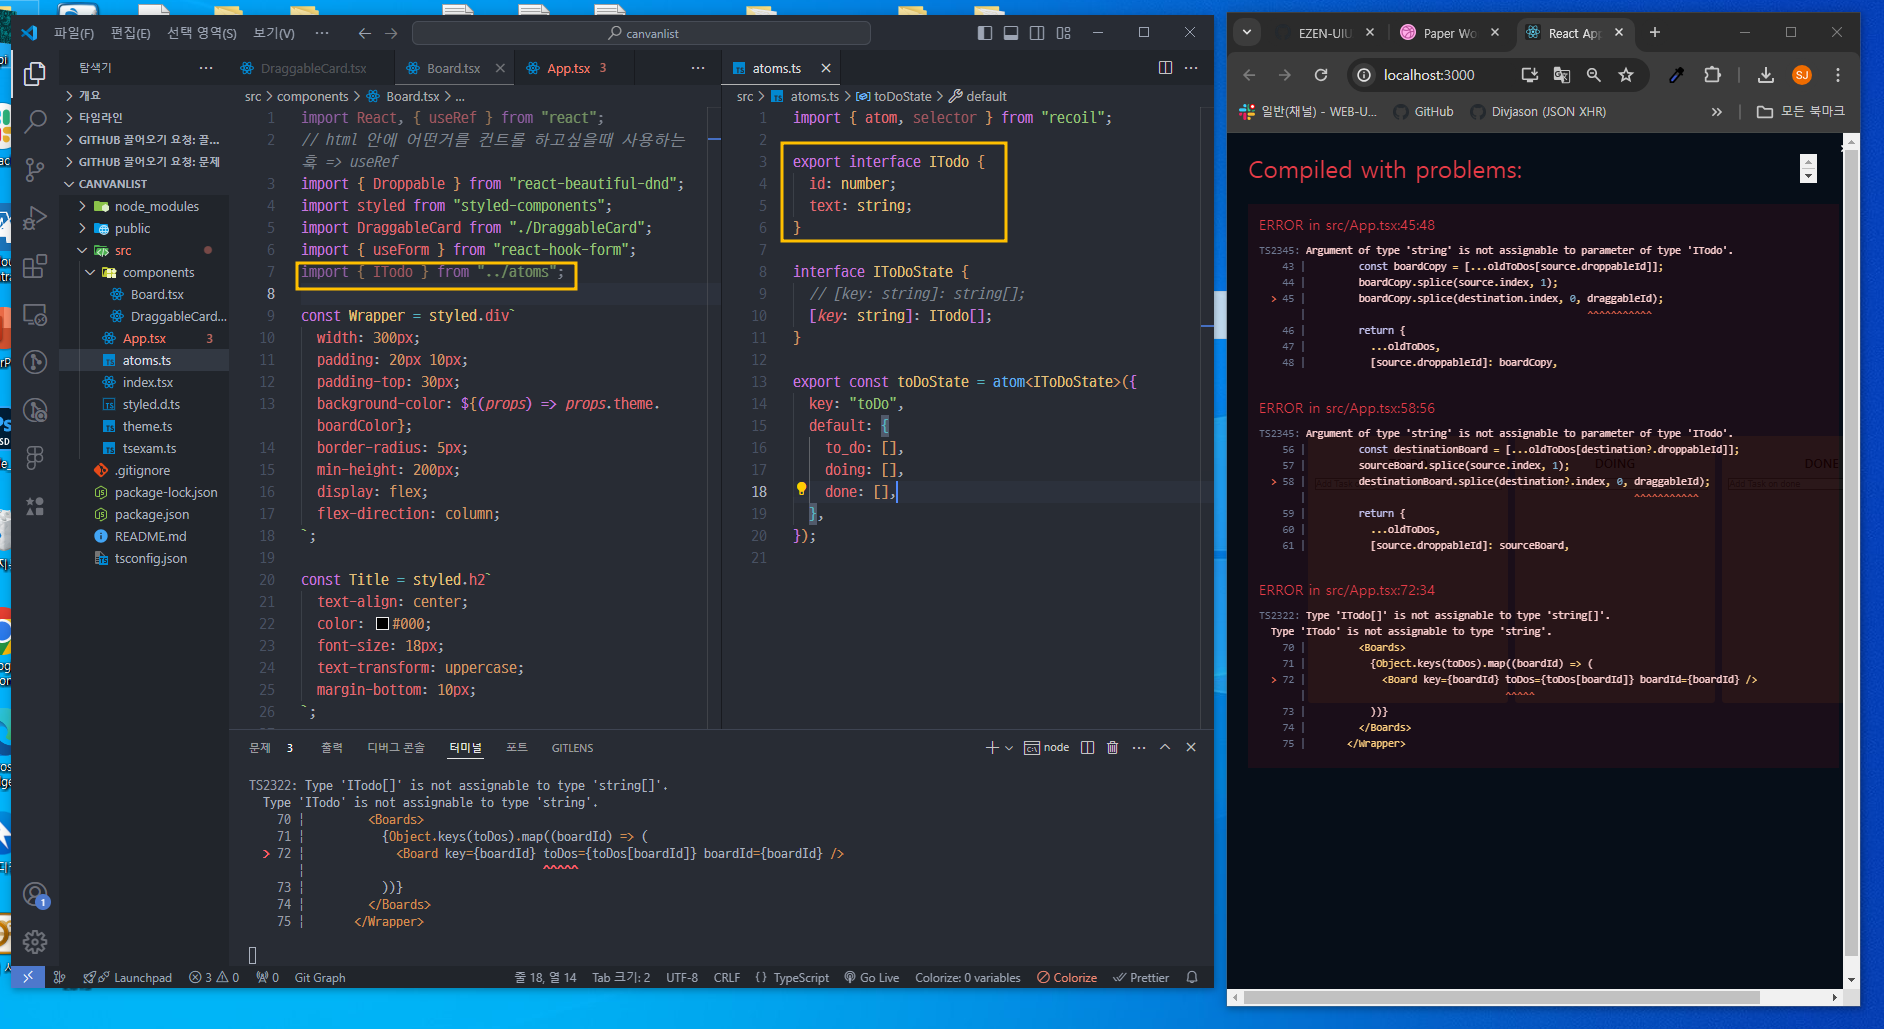 파일(F) 편집(E) 선택 영역(S) 보기(V) ···
canvanlist
탐색기
개요
타임라인
GITHUB 끌어오기 요청: 끌...
GITHUB 끌어오기 요청: 문제
CANVANLIST
node_modules
public
src
components
Board.tsx
DraggableCard...
App.tsx 3
atoms.ts
index.tsx
styled.d.ts
theme.ts
tsexam.ts
.gitignore
package-lock.json
package.json
README.md
tsconfig.json
DraggableCard.tsx
Board.tsx
App.tsx 3
src > components > Board.tsx > ...
1 import React, { useRef } from "react";
2 // html 안에 어떤거를 컨트롤 하고싶을때 사용하는
훅 => useRef
3 import { Droppable } from "react-beautiful-dnd";
4 import styled from "styled-components";
5 import DraggableCard from "./DraggableCard";
6 import { useForm } from "react-hook-form";
7 import { ITodo } from "../atoms";
8
9 const Wrapper = styled.div`
10 width: 300px;
11 padding: 20px 10px;
12 padding-top: 30px;
13 background-color: ${(props) => props.theme.
boardColor};
14 border-radius: 5px;
15 min-height: 200px;
16 display: flex;
17 flex-direction: column;
18 `;
19
20 const Title = styled.h2`
21 text-align: center;
22 color: #000;
23 font-size: 18px;
24 text-transform: uppercase;
25 margin-bottom: 10px;
26 `;
atoms.ts
src > atoms.ts > toDoState > default
1 import { atom, selector } from "recoil";
2
3 export interface ITodo {
4 id: number;
5 text: string;
6 }
7
8 interface IToDoState {
9 // [key: string]: string[];
10 [key: string]: ITodo[];
11 }
12
13 export const toDoState = atom<IToDoState>({
14 key: "toDo",
15 default: {
16 to_do: [],
17 doing: [],
18 done: [],
19 },
20 });
21
문제 3 출력 디버그 콘솔 터미널 포트 GITLENS
node
TS2322: Type 'ITodo[]' is not assignable to type 'string[]'.
Type 'ITodo' is not assignable to type 'string'.
70 | <Boards>
71 | {Object.keys(toDos).map((boardId) => (
> 72 | <Board key={boardId} toDos={toDos[boardId]} boardId={boardId} />
| ^^^^^
73 | ))}
74 | </Boards>
75 | </Wrapper>
1
Launchpad 3 0 0 Git Graph
줄 18, 열 14 Tab 크기: 2 UTF-8 CRLF {} TypeScript Go Live Colorize: 0 variables Colorize Prettier
EZEN-UIU
Paper Wo
React App
localhost:3000
SJ
일반(채널) - WEB-U... GitHub Divjason (JSON XHR) » 모든 북마크
Compiled with problems:
ERROR in src/App.tsx:45:48
TS2345: Argument of type 'string' is not assignable to parameter of type 'ITodo'.
43 | const boardCopy = [...oldToDos[source.droppableId]];
44 | boardCopy.splice(source.index, 1);
> 45 | boardCopy.splice(destination.index, 0, draggableId);
| ^^^^^^^^^^^
46 | return {
47 | ...oldToDos,
48 | [source.droppableId]: boardCopy,
ERROR in src/App.tsx:58:56
TS2345: Argument of type 'string' is not assignable to parameter of type 'ITodo'.
56 | const destinationBoard = [...oldToDos[destination?.droppableId]];
57 | sourceBoard.splice(source.index, 1);
> 58 | destinationBoard.splice(destination?.index, 0, draggableId);
| ^^^^^^^^^^^
59 | return {
60 | ...oldToDos,
61 | [source.droppableId]: sourceBoard,
DOING
DONE
ERROR in src/App.tsx:72:34
TS2322: Type 'ITodo[]' is not assignable to type 'string[]'.
Type 'ITodo' is not assignable to type 'string'.
70 | <Boards>
71 | {Object.keys(toDos).map((boardId) => (
> 72 | <Board key={boardId} toDos={toDos[boardId]} boardId={boardId} />
| ^^^^^
73 | ))}
74 | </Boards>
75 | </Wrapper>